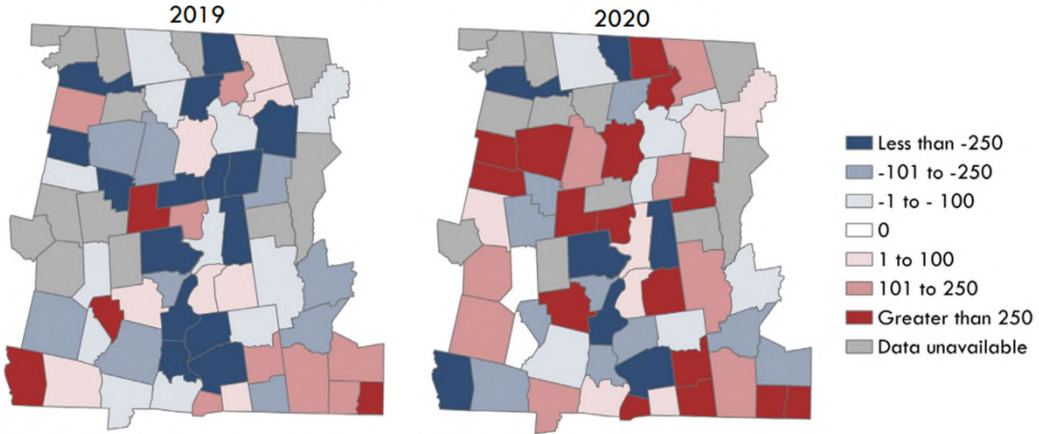 2019
2020
Less than -250
-101 to -250
-1 to - 100
0
1 to 100
101 to 250
Greater than 250
Data unavailable